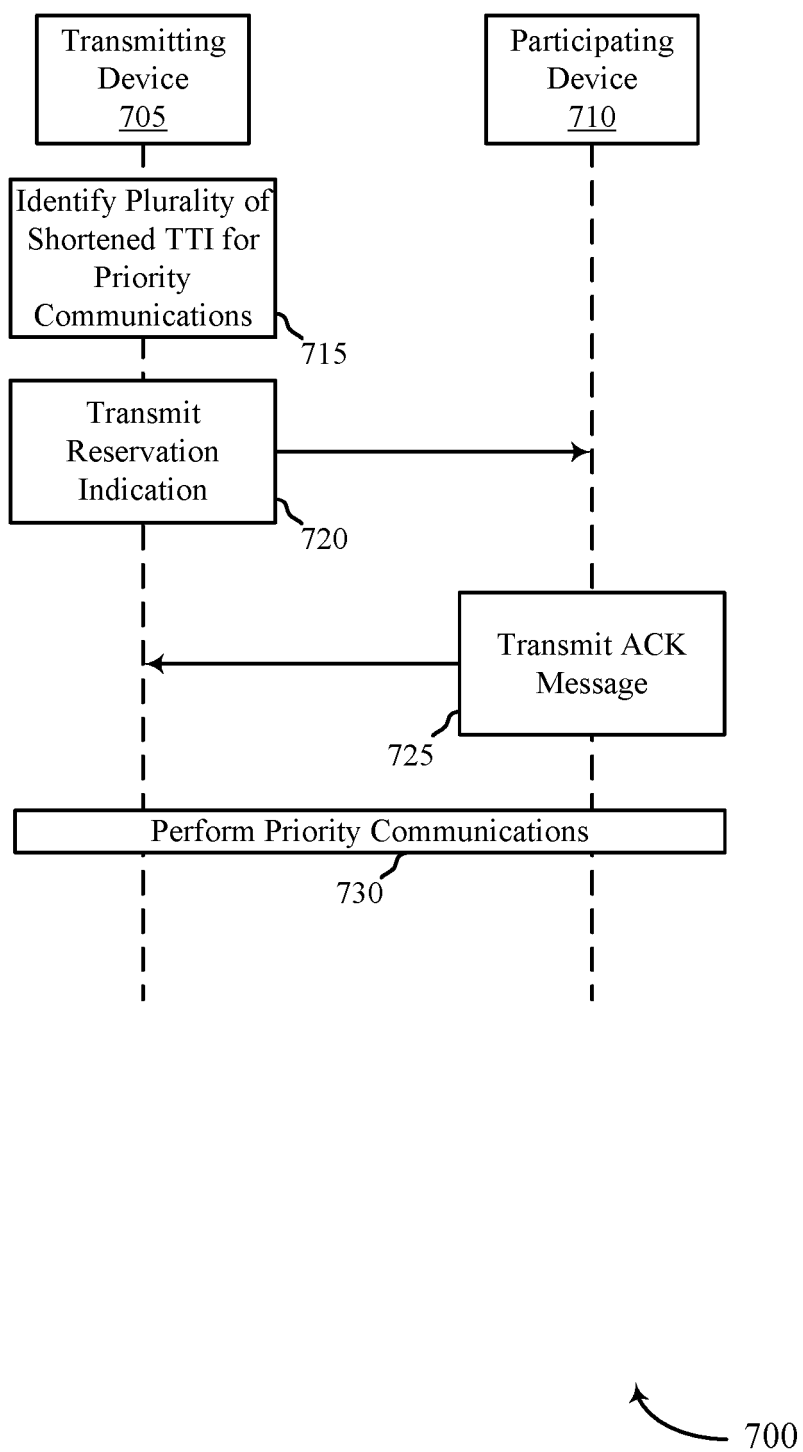 Transmitting
Device
705
Participating
Device
710
Identify Plurality of
Shortened TTI for
Priority
Communications
715
Transmit
Reservation
Indication
720
Transmit ACK
Message
725
Perform Priority Communications
730
700